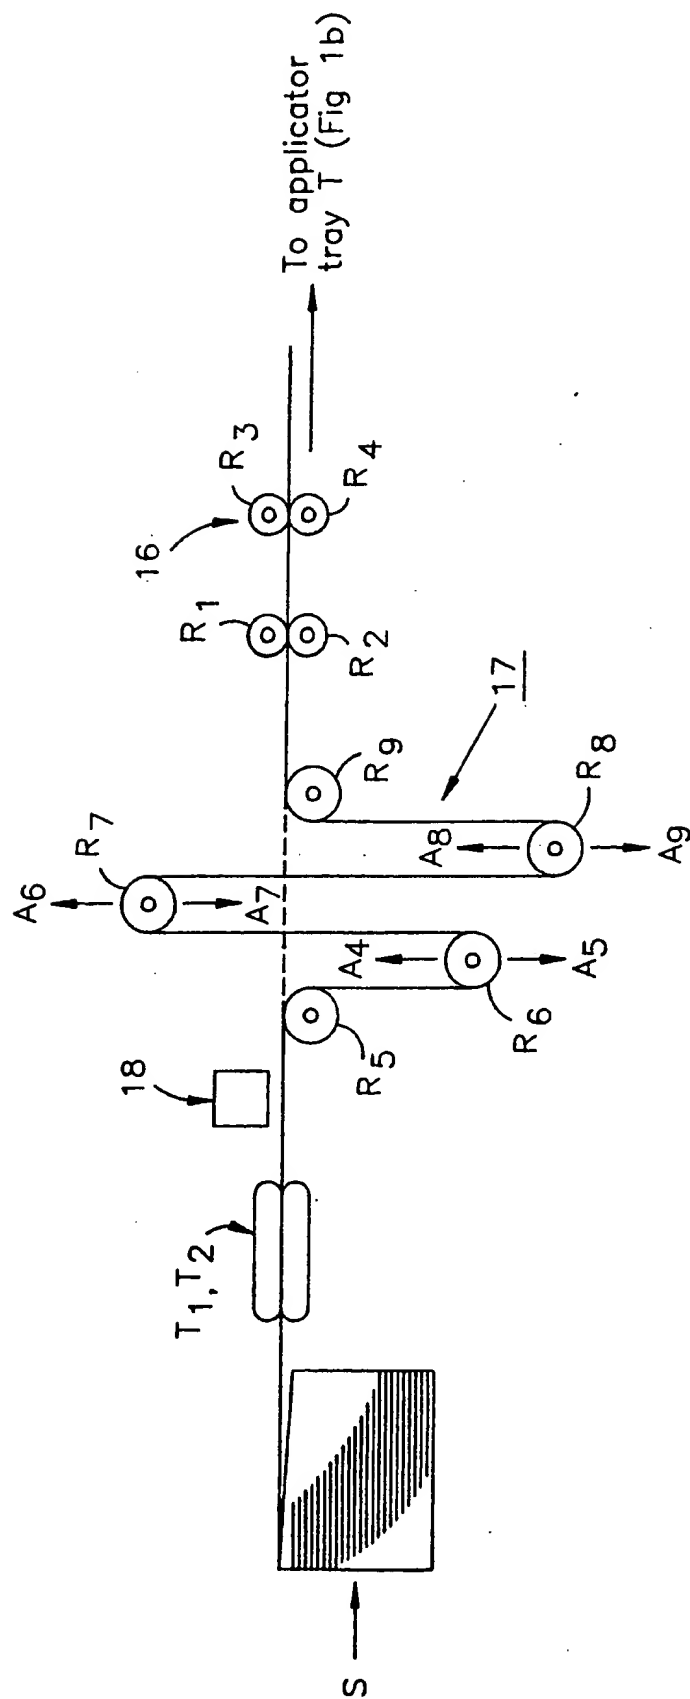 S
T1,T2
18
R5
A4
A5
R6
A6
R7
A7
A8
A9
R8
17
R9
R1
R2
16
R3
R4
To applicator
tray T (Fig 1b)